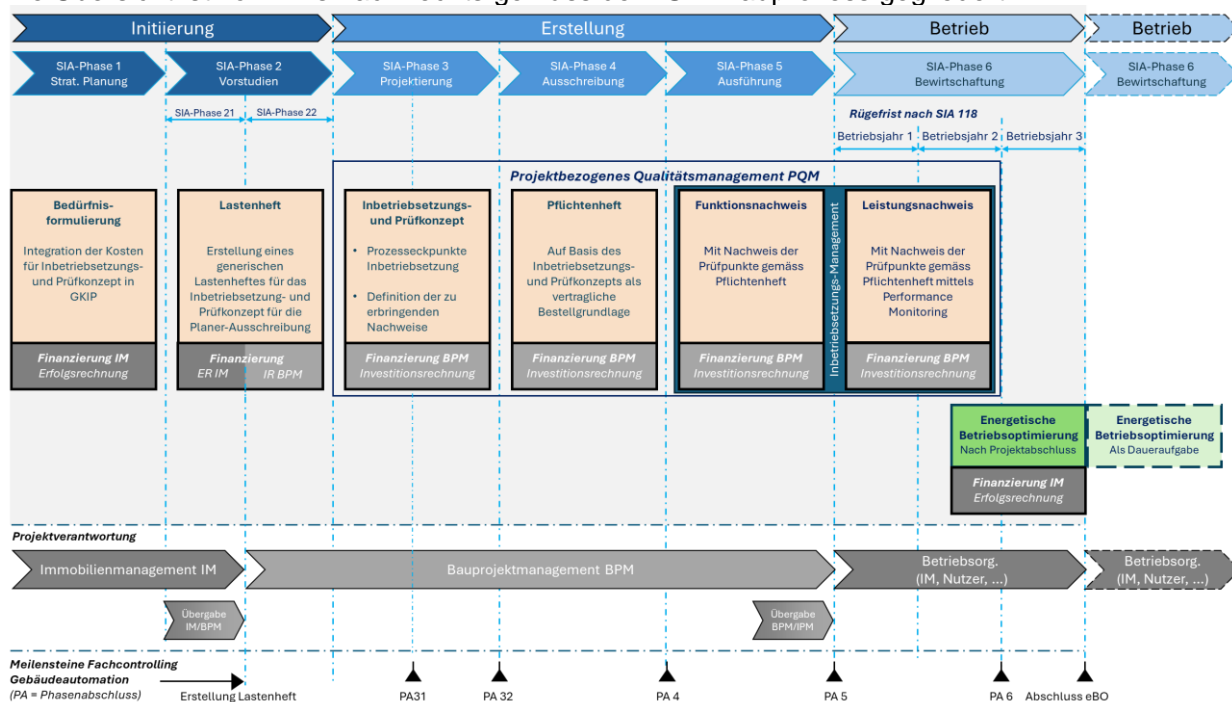 Initiierung
Erstellung
Betrieb
Betrieb
SIA-Phase 1
Strat. Planung
SIA-Phase 2
Vorstudien
SIA-Phase 3
Projektierung
SIA-Phase 4
Ausschreibung
SIA-Phase 5
Ausführung
SIA-Phase 6
Bewirtschaftung
SIA-Phase 6
Bewirtschaftung
SIA-Phase 21
SIA-Phase 22
Rügefrist nach SIA 118
Betriebsjahr 1
Betriebsjahr 2
Betriebsjahr 3
Projektbezogenes Qualitätsmanagement PQM
Bedürfnis-
formulierung
Integration der Kosten
für Inbetriebsetzungs-
und Prüfkonzept in
GKIP
Finanzierung IM
Erfolgsrechnung
Lastenheft
Erstellung eines
generischen
Lastenheftes für das
Inbetriebsetzung- und
Prüfkonzept für die
Planer-Ausschreibung
Finanzierung
ER IM
IR BPM
Inbetriebsetzungs-
und Prüfkonzept
• Prozesseckpunkte
Inbetriebsetzung
• Definition der zu
erbringenden
Nachweise
Finanzierung BPM
Investitionsrechnung
Pflichtenheft
Auf Basis des
Inbetriebsetzungs-
und Prüfkonzepts als
vertragliche
Bestellgrundlage
Finanzierung BPM
Investitionsrechnung
Funktionsnachweis
Mit Nachweis der
Prüfpunkte gemäss
Pflichtenheft
Finanzierung BPM
Investitionsrechnung
Inbetriebsetzungs-Management
Leistungsnachweis
Mit Nachweis der
Prüfpunkte gemäss
Pflichtenheft mittels
Performance
Monitoring
Finanzierung BPM
Investitionsrechnung
Energetische
Betriebsoptimierung
Nach Projektabschluss
Finanzierung IM
Erfolgsrechnung
Energetische
Betriebsoptimierung
Als Daueraufgabe
Projektverantwortung
Immobilienmanagement IM
Bauprojektmanagement BPM
Betriebsorg.
(IM, Nutzer, ...)
Betriebsorg.
(IM, Nutzer, ...)
Übergabe
IM/BPM
Übergabe
BPM/IPM
Meilensteine Fachcontrolling
Gebäudeautomation
(PA = Phasenabschluss)
Erstellung Lastenheft
PA31
PA 32
PA 4
PA 5
PA 6
Abschluss eBO